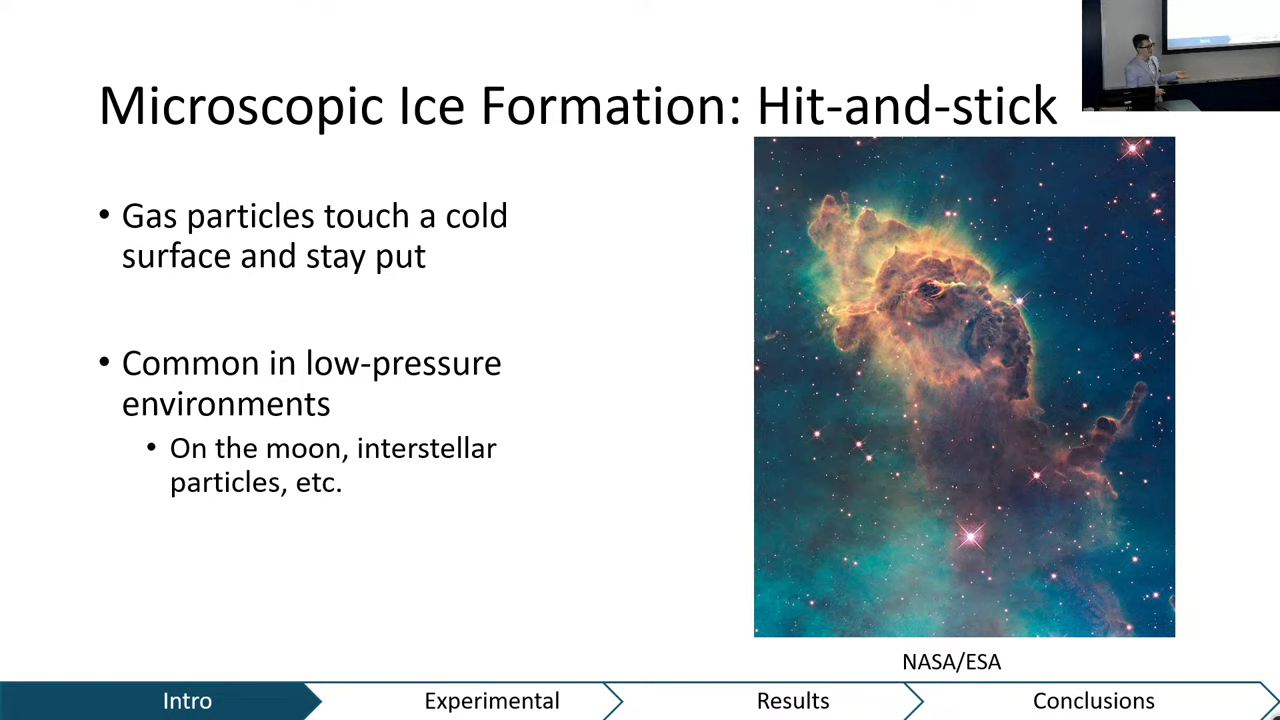 Microscopic Ice Formation: Hit-and-stick
• Gas particles touch a cold
surface and stay put
• Common in low-pressure
environments
• On the moon, interstellar
particles, etc.
NASA/ESA
Intro
Experimental
Results
Conclusions